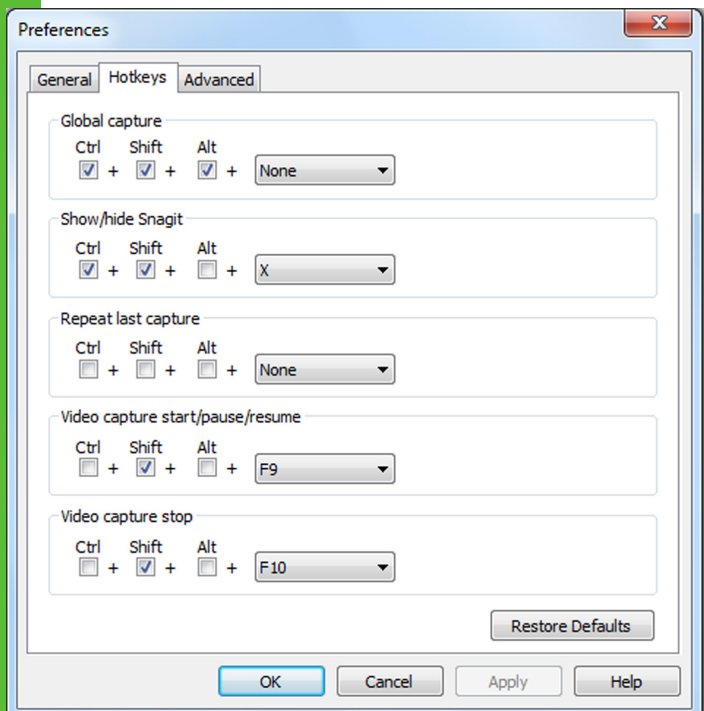 Preferences
General Hotkeys Advanced
Global capture
Ctrl Shift Alt
+ + + None
Show/hide Snagit
Ctrl Shift Alt
+ + + X
Repeat last capture
Ctrl Shift Alt
+ + + None
Video capture start/pause/resume
Ctrl Shift Alt
+ + + F9
Video capture stop
Ctrl Shift Alt
+ + + F10
Restore Defaults
OK Cancel Apply Help